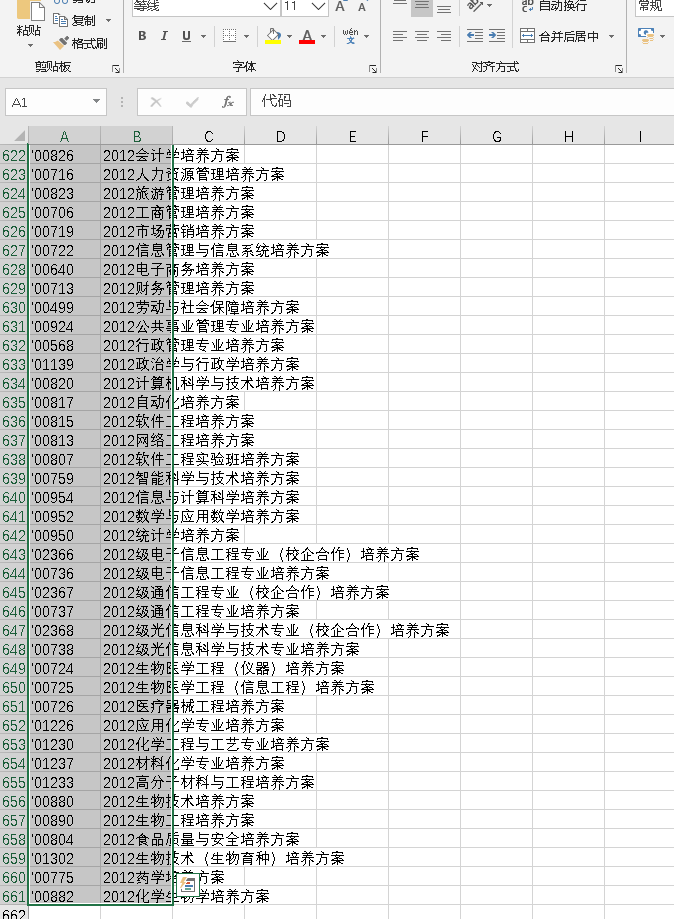 剪切
等线 11 A A
自动换行
常规
粘贴
复制
格式刷
B I U A wén
合并后居中
剪贴板 字体 对齐方式
A1 fx 代码
A B C D E F G H I
622 '00826 2012会计学培养方案
623 '00716 2012人力资源管理培养方案
624 '00823 2012旅游管理培养方案
625 '00706 2012工商管理培养方案
626 '00719 2012市场营销培养方案
627 '00722 2012信息管理与信息系统培养方案
628 '00640 2012电子商务培养方案
629 '00713 2012财务管理培养方案
630 '00499 2012劳动与社会保障培养方案
631 '00924 2012公共事业管理专业培养方案
632 '00568 2012行政管理专业培养方案
633 '01139 2012政治学与行政学培养方案
634 '00820 2012计算机科学与技术培养方案
635 '00817 2012自动化培养方案
636 '00815 2012软件工程培养方案
637 '00813 2012网络工程培养方案
638 '00807 2012软件工程实验班培养方案
639 '00759 2012智能科学与技术培养方案
640 '00954 2012信息与计算科学培养方案
641 '00952 2012数学与应用数学培养方案
642 '00950 2012统计学培养方案
643 '02366 2012级电子信息工程专业（校企合作）培养方案
644 '00736 2012级电子信息工程专业培养方案
645 '02367 2012级通信工程专业（校企合作）培养方案
646 '00737 2012级通信工程专业培养方案
647 '02368 2012级光信息科学与技术专业（校企合作）培养方案
648 '00738 2012级光信息科学与技术专业培养方案
649 '00724 2012生物医学工程（仪器）培养方案
650 '00725 2012生物医学工程（信息工程）培养方案
651 '00726 2012医疗器械工程培养方案
652 '01226 2012应用化学专业培养方案
653 '01230 2012化学工程与工艺专业培养方案
654 '01237 2012材料化学专业培养方案
655 '01233 2012高分子材料与工程培养方案
656 '00880 2012生物技术培养方案
657 '00890 2012生物工程培养方案
658 '00804 2012食品质量与安全培养方案
659 '01302 2012生物技术（生物育种）培养方案
660 '00775 2012药学培养方案
661 '00882 2012化学生物学培养方案
662